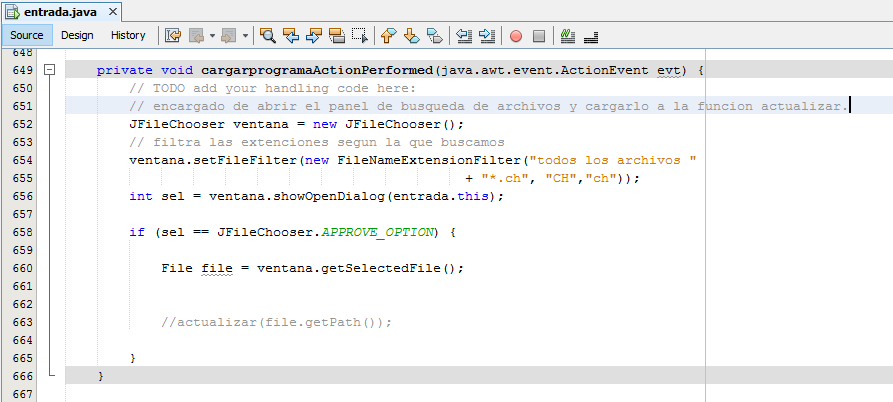 entrada.java
Source Design History
648
649 private void cargarprogramaActionPerformed(java.awt.event.ActionEvent evt) {
650 // TODO add your handling code here:
651 // encargado de abrir el panel de busqueda de archivos y cargarlo a la funcion actualizar.
652 JFileChooser ventana = new JFileChooser();
653 // filtra las extenciones segun la que buscamos
654 ventana.setFileFilter(new FileNameExtensionFilter("todos los archivos "
655 + "*.ch", "CH","ch"));
656 int sel = ventana.showOpenDialog(entrada.this);
657
658 if (sel == JFileChooser.APPROVE_OPTION) {
659
660 File file = ventana.getSelectedFile();
661
662
663 //actualizar(file.getPath());
664
665 }
666 }
667